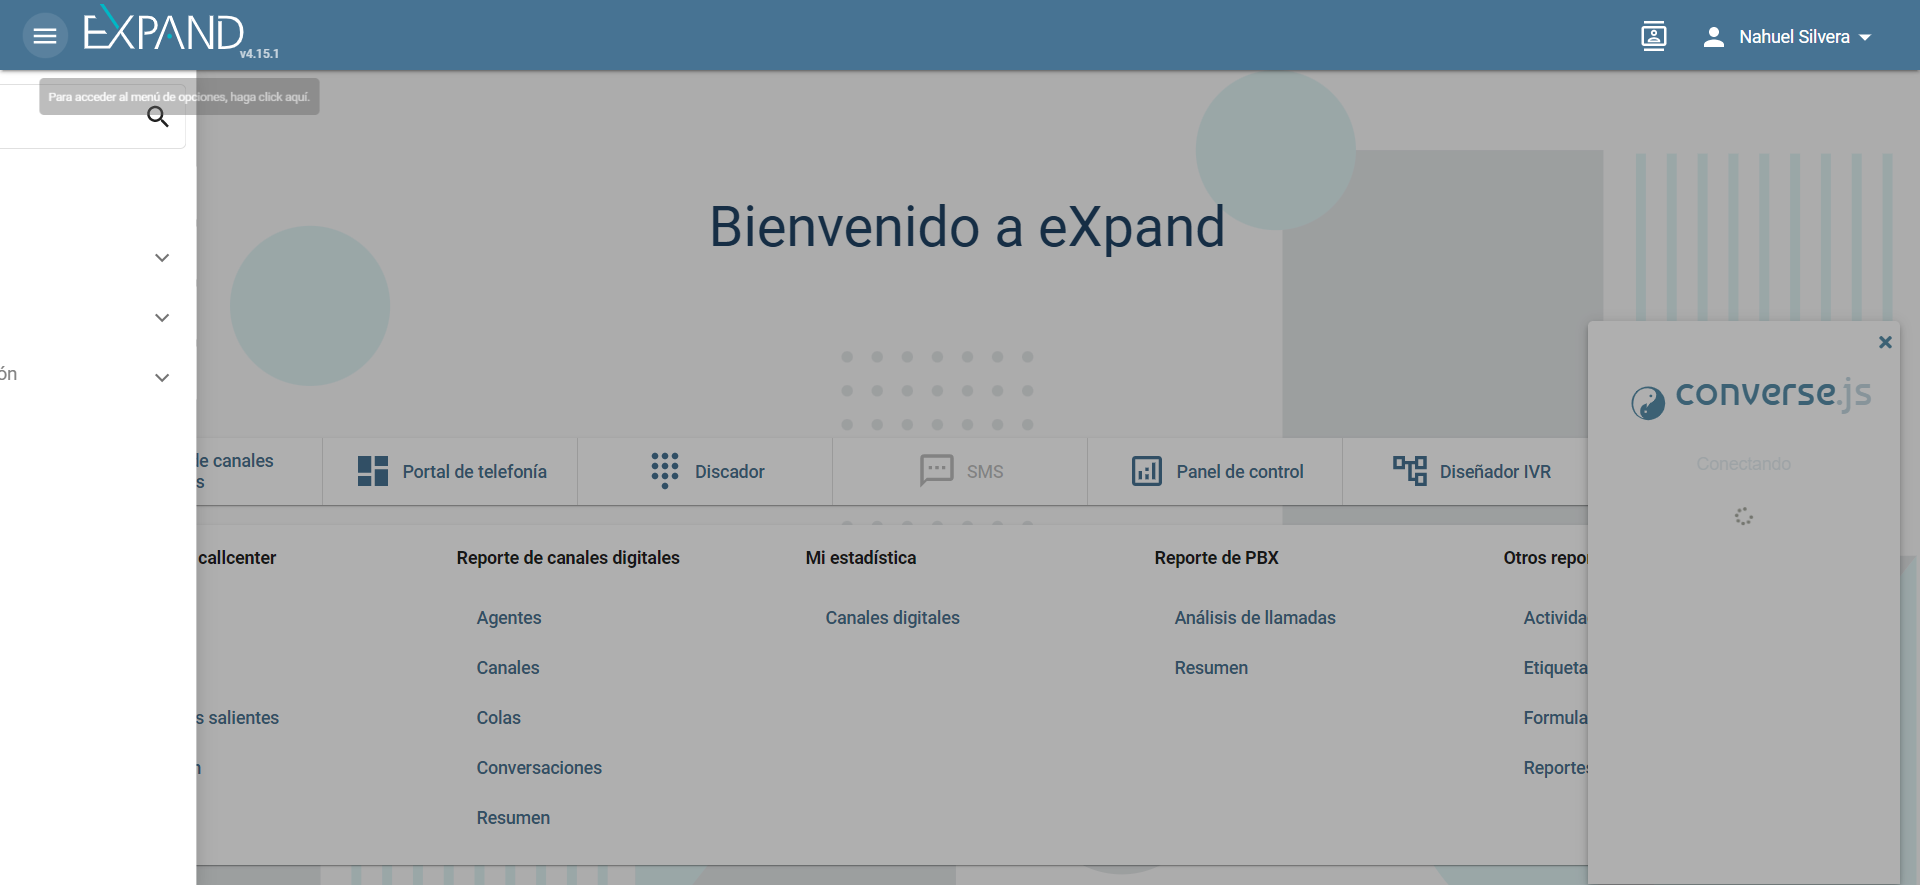 EXPAND
v4.15.1
Nahuel Silvera
Para acceder al menú de opciones, haga click aquí.
Bienvenido a eXpand
ón
converse.js
Conectando
de canales
s
Portal de telefonía
Discador
SMS
Panel de control
Diseñador IVR
callcenter
Reporte de canales digitales
Mi estadística
Reporte de PBX
Otros repo
Agentes
Canales digitales
Análisis de llamadas
Activida
Canales
Resumen
Etiqueta
s salientes
Colas
Formula
n
Conversaciones
Reportes
Resumen